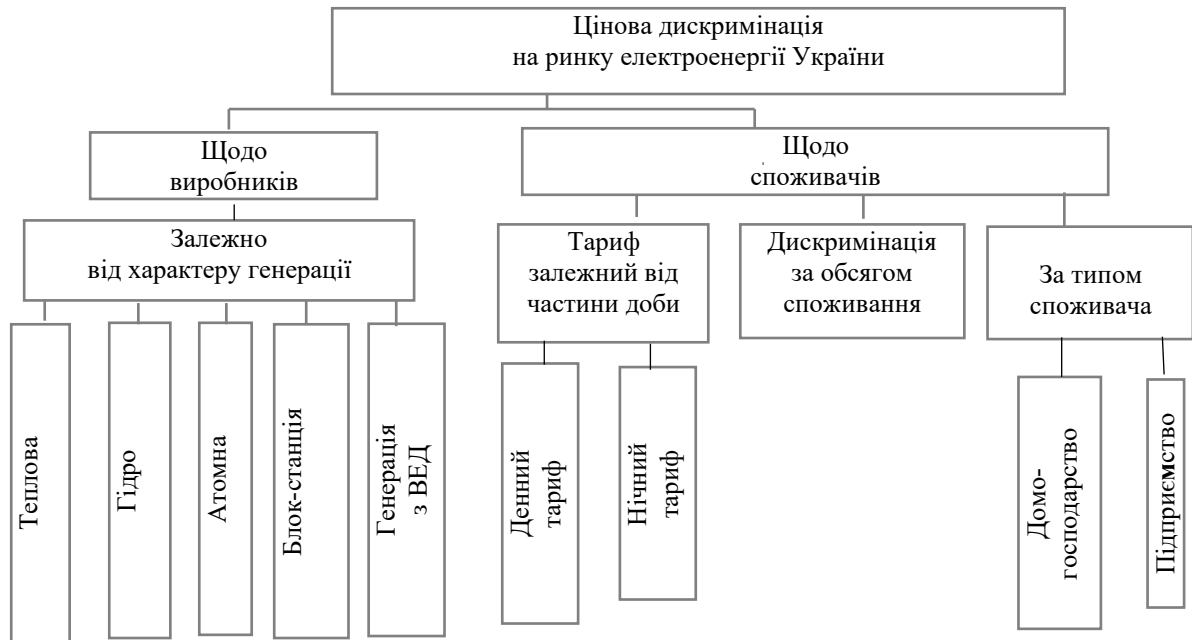 Цінова дискримінація
на ринку електроенергії України
Щодо
виробників
Щодо
споживачів
Залежно
від характеру генерації
Тариф
залежний від
частини доби
Дискримінація
за обсягом
споживання
За типом
споживача
Теплова
Гідро
Атомна
Блок-станція
Генерація
з ВЕД
Денний
тариф
Нічний
тариф
Домо-
господарство
Підприємство